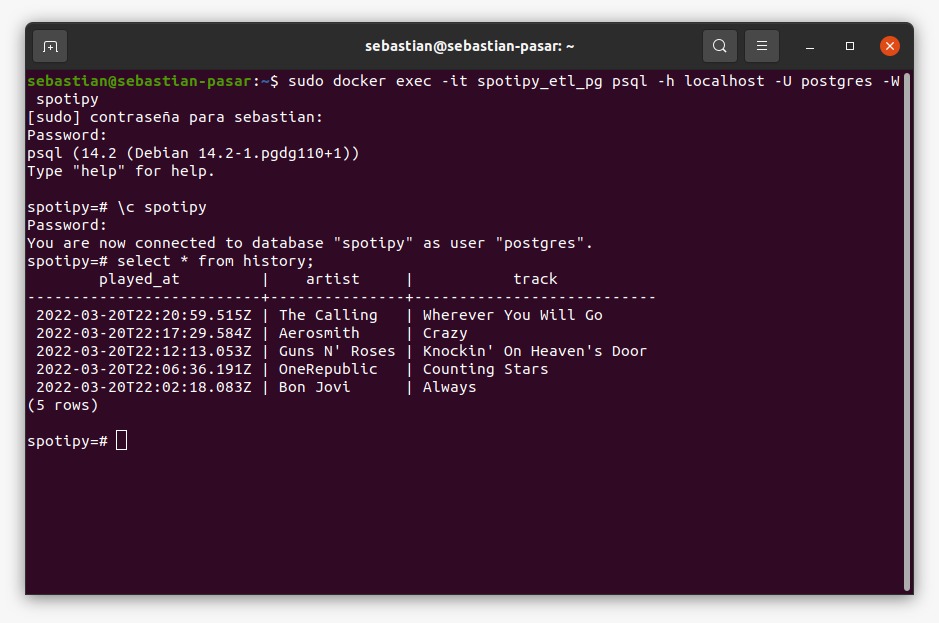 sebastian@sebastian-pasar: ~
sebastian@sebastian-pasar:~$ sudo docker exec -it spotipy_etl_pg psql -h localhost -U postgres -W
 spotipy
[sudo] contraseña para sebastian:
Password:
psql (14.2 (Debian 14.2-1.pgdg110+1))
Type "help" for help.

spotipy=# \c spotipy
Password:
You are now connected to database "spotipy" as user "postgres".
spotipy=# select * from history;
        played_at         |    artist     |           track
--------------------------+---------------+---------------------------
 2022-03-20T22:20:59.515Z | The Calling   | Wherever You Will Go
 2022-03-20T22:17:29.584Z | Aerosmith     | Crazy
 2022-03-20T22:12:13.053Z | Guns N' Roses | Knockin' On Heaven's Door
 2022-03-20T22:06:36.191Z | OneRepublic   | Counting Stars
 2022-03-20T22:02:18.083Z | Bon Jovi      | Always
(5 rows)

spotipy=#